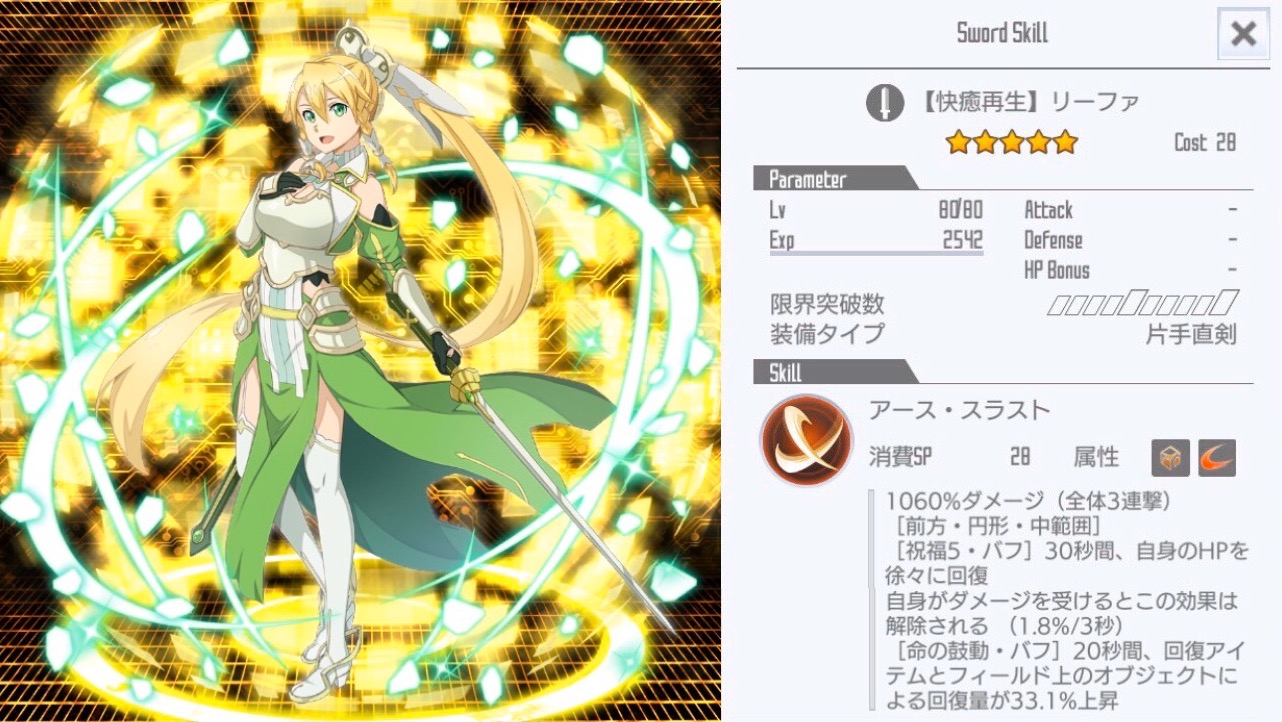 Sword Skill
【快癒再生】リーファ
Cost 28
Parameter
Lv 80/80 Attack -
Exp 2542 Defense -
HP Bonus -
限界突破数
装備タイプ 片手直剣
Skill
アース・スラスト
消費SP 28 属性
1060%ダメージ（全体3連撃）
［前方・円形・中範囲］
［祝福5・バフ］30秒間、自身のHPを
徐々に回復
自身がダメージを受けるとこの効果は
解除される （1.8%/3秒）
［命の鼓動・バフ］20秒間、回復アイ
テムとフィールド上のオブジェクトに
よる回復量が33.1%上昇